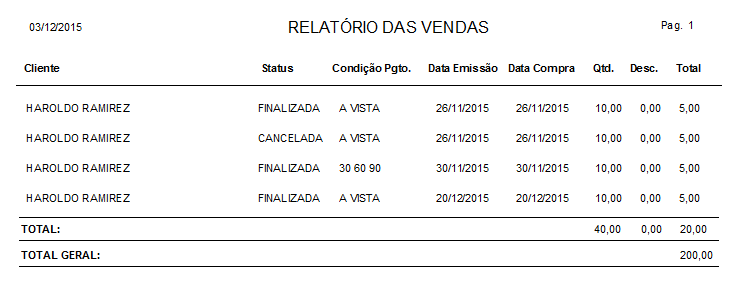 03/12/2015 RELATÓRIO DAS VENDAS Pag. 1
Cliente Status Condição Pgto. Data Emissão Data Compra Qtd. Desc. Total
HAROLDO RAMIREZ FINALIZADA A VISTA 26/11/2015 26/11/2015 10,00 0,00 5,00
HAROLDO RAMIREZ CANCELADA A VISTA 26/11/2015 26/11/2015 10,00 0,00 5,00
HAROLDO RAMIREZ FINALIZADA 30 60 90 30/11/2015 30/11/2015 10,00 0,00 5,00
HAROLDO RAMIREZ FINALIZADA A VISTA 20/12/2015 20/12/2015 10,00 0,00 5,00
TOTAL: 40,00 0,00 20,00
TOTAL GERAL: 200,00